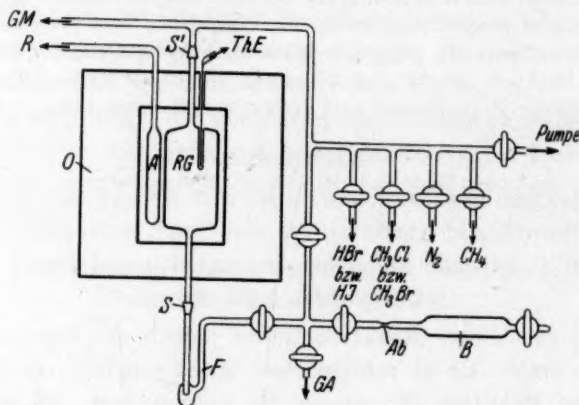 GM
R
S'
ThE
Pumpe
O
A
RG
HBr
bzw.
HJ
CH₃Cl
bzw.
CH₃Br
N₂
CH₄
S
F
Ab
B
GA